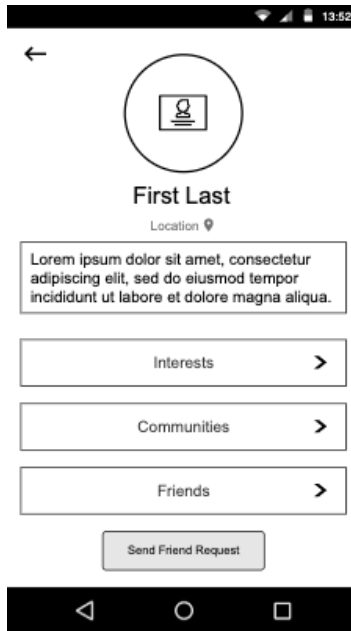 13:52
First Last
Location
Lorem ipsum dolor sit amet, consectetur
adipiscing elit, sed do eiusmod tempor
incididunt ut labore et dolore magna aliqua.
Interests
Communities
Friends
Send Friend Request